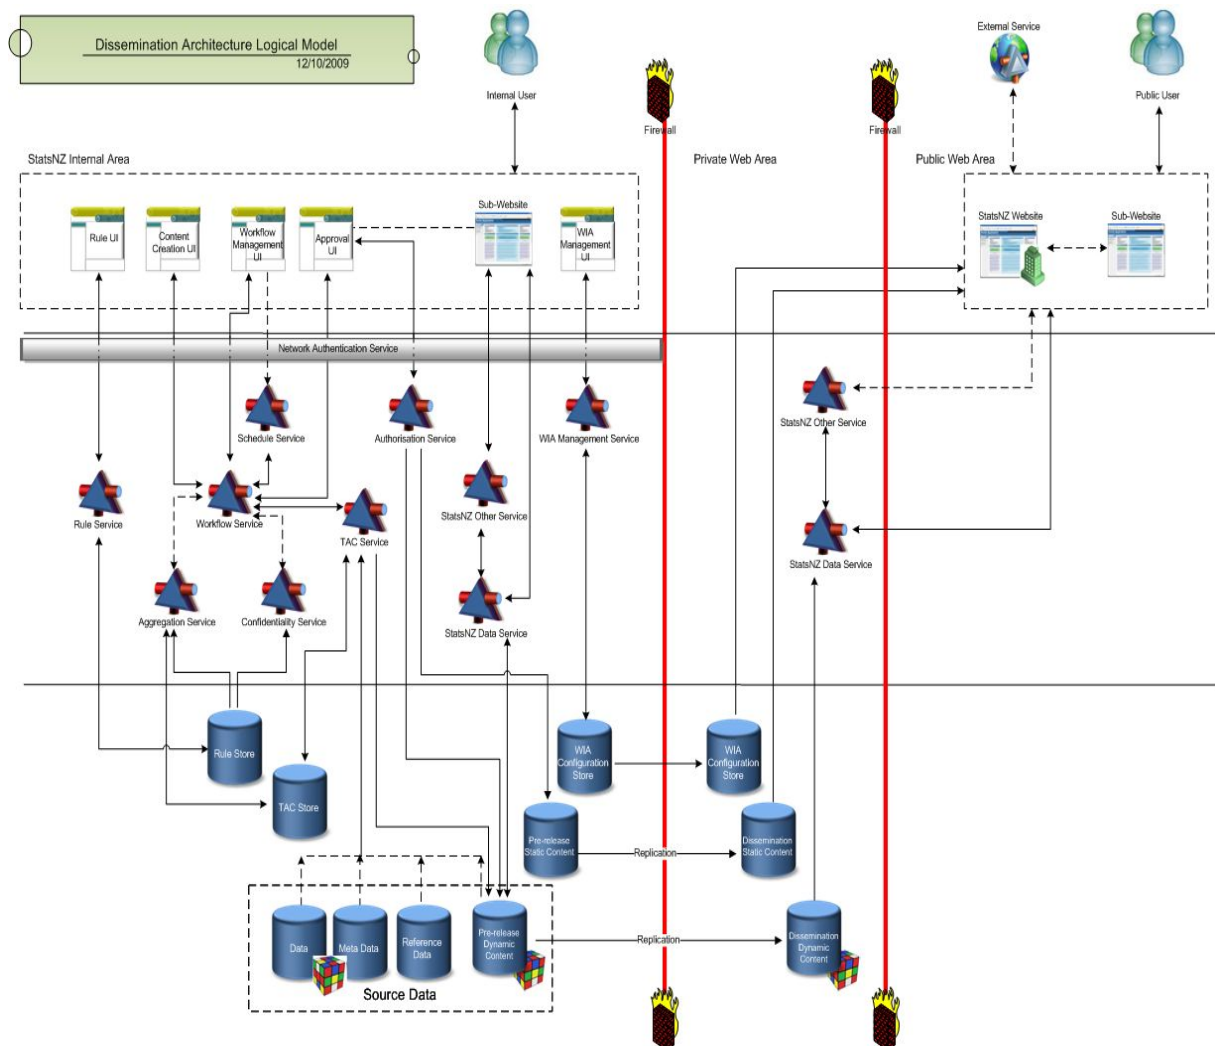 Dissemination Architecture Logical Model
12/10/2009
Internal User
External Service
Public User
Firewall
Firewall
StatsNZ Internal Area
Private Web Area
Public Web Area
Rule UI
Content
Creation UI
Workflow
Management
UI
Approval
UI
Sub-Website
WIA
Management
UI
StatsNZ Website
Sub-Website
Network Authentication Service
Schedule Service
Authorisation Service
WIA Management Service
StatsNZ Other Service
Rule Service
Workflow Service
TAC Service
StatsNZ Other Service
StatsNZ Data Service
Aggregation Service
Confidentiality Service
StatsNZ Data Service
Rule Store
WIA
Configuration
Store
WIA
Configuration
Store
TAC Store
Pre-release
Static Content
Replication
Dissemination
Static Content
Data
Meta Data
Reference
Data
Pre-release
Dynamic
Content
Replication
Dissemination
Dynamic
Content
Source Data